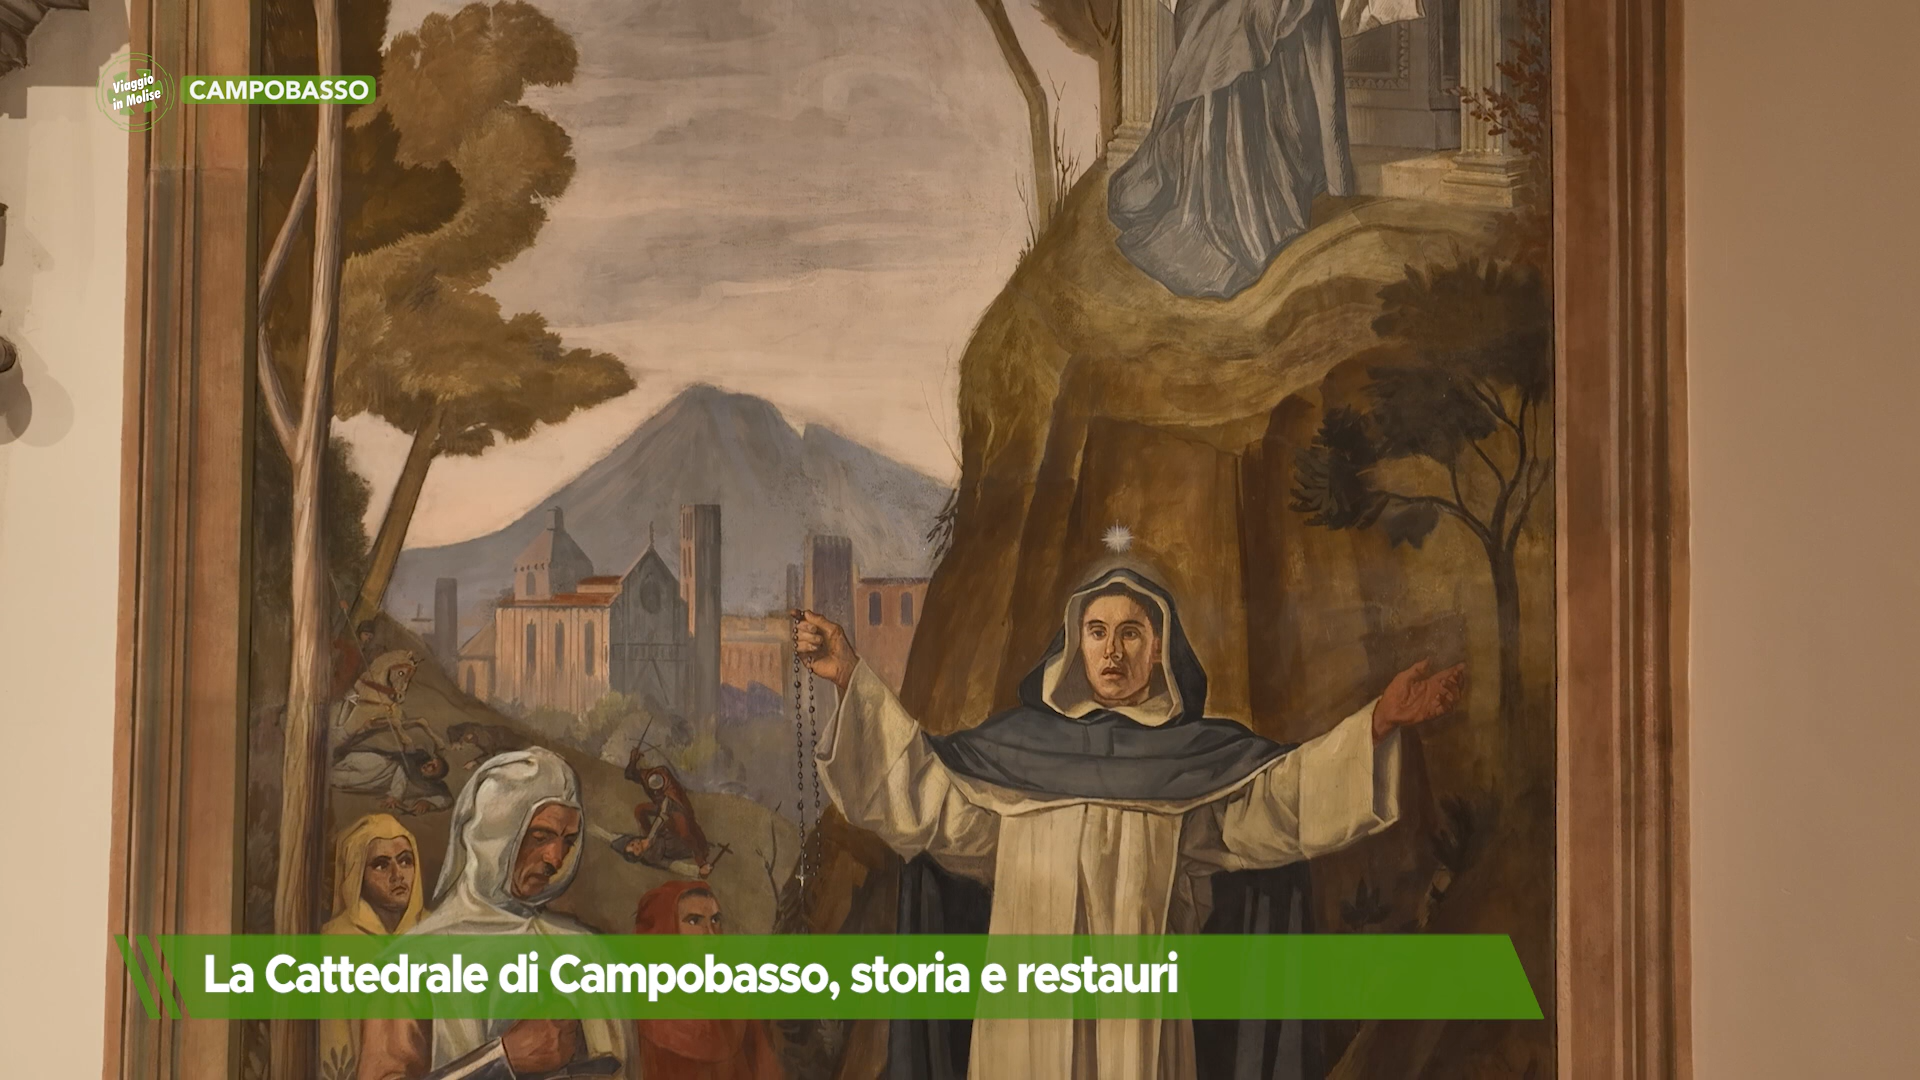 Viaggio
in Molise
CAMPOBASSO
La Cattedrale di Campobasso, storia e restauri